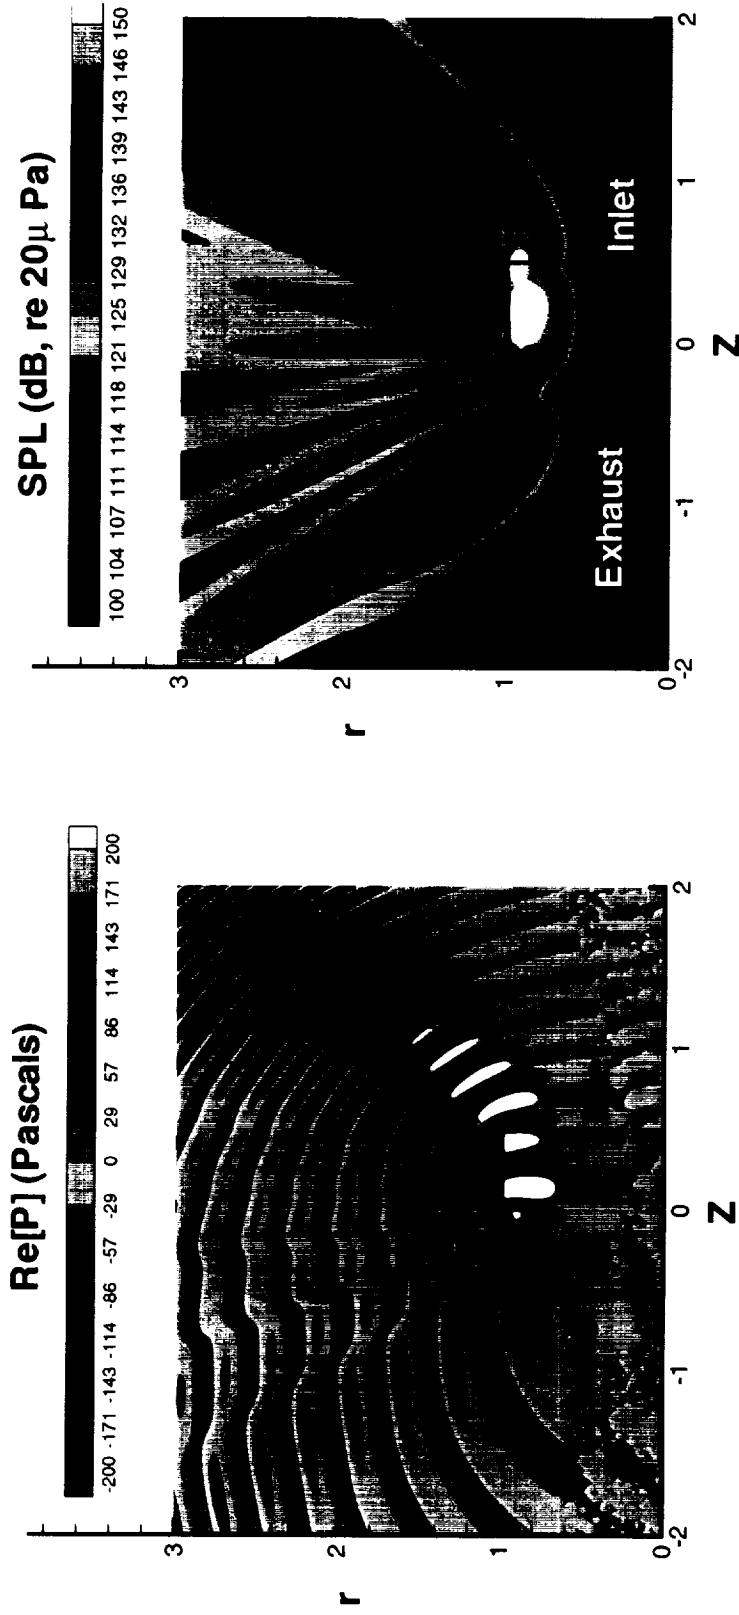 Re[P] (Pascals)
-200 -171 -143 -114 -86 -57 -29 0 29 57 86 114 143 171 200
3
2
1
0
r
-2 -1 0 1 2
Z
SPL (dB, re 20µ Pa)
100 104 107 111 114 118 121 125 129 132 136 139 143 146 150
3
2
1
0
r
Exhaust
Inlet
-2 -1 0 1 2
Z